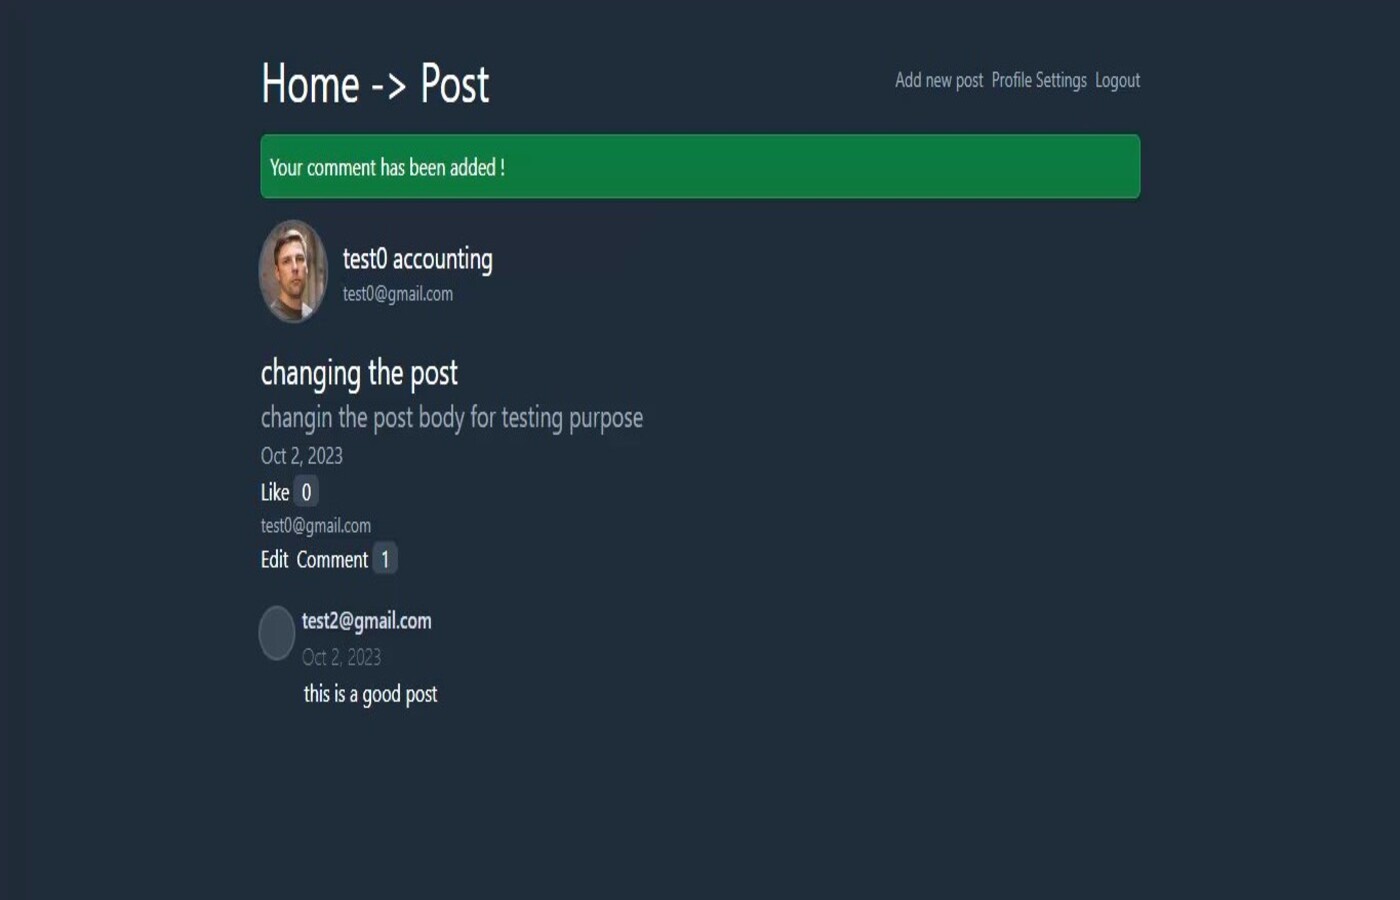 Home -> Post
Add new post Profile Settings Logout
Your comment has been added !
test0 accounting
test0@gmail.com
changing the post
changin the post body for testing purpose
Oct 2, 2023
Like 0
test0@gmail.com
Edit Comment 1
test2@gmail.com
Oct 2, 2023
this is a good post